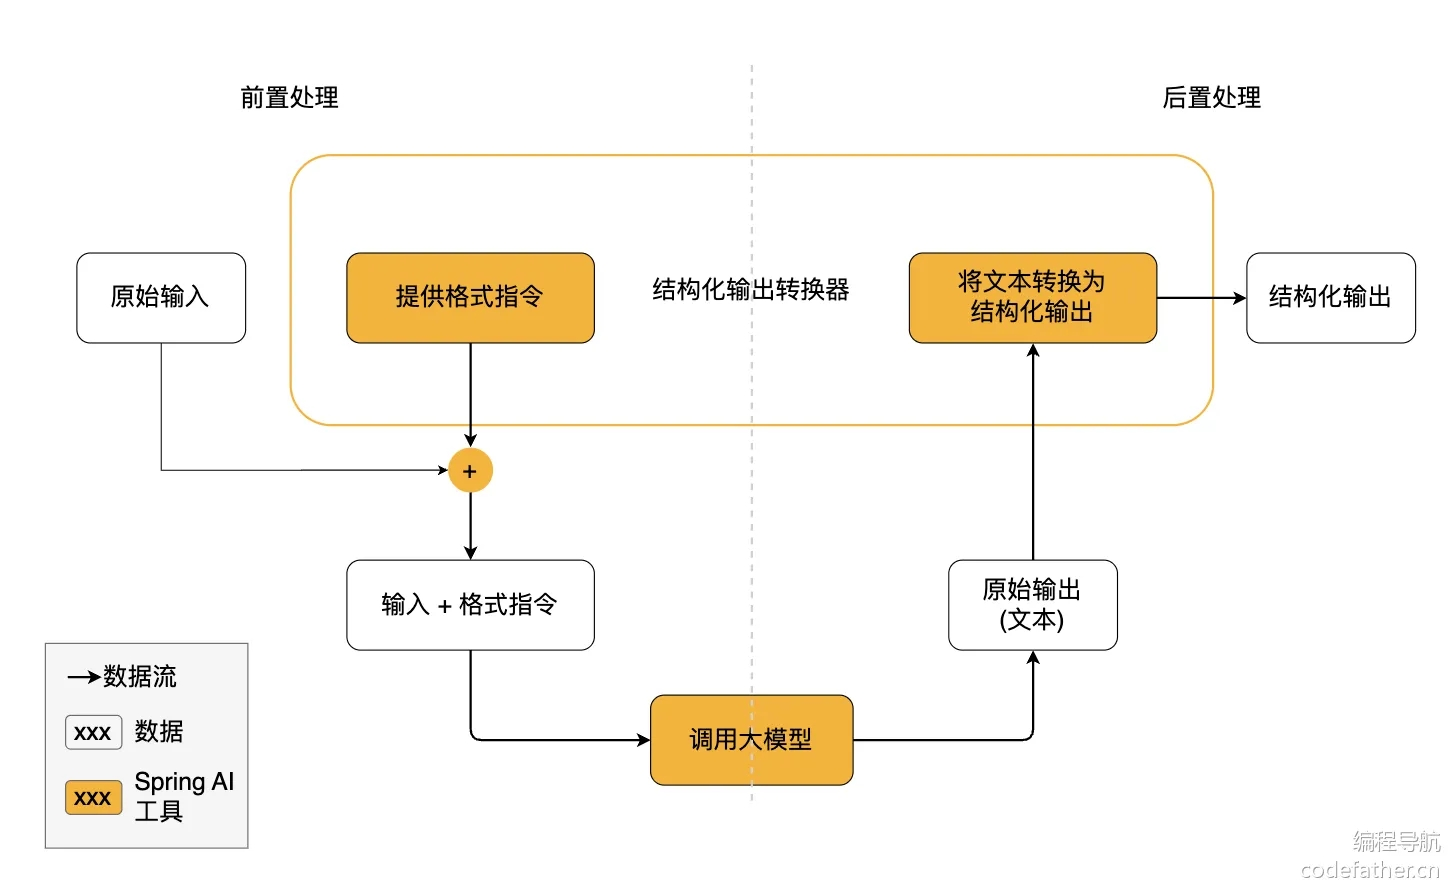 前置处理
后置处理
原始输入
提供格式指令
结构化输出转换器
将文本转换为
结构化输出
结构化输出
+
输入 + 格式指令
原始输出
(文本)
调用大模型
数据流
xxx 数据
xxx Spring AI
工具
编程导航
codefather.cn